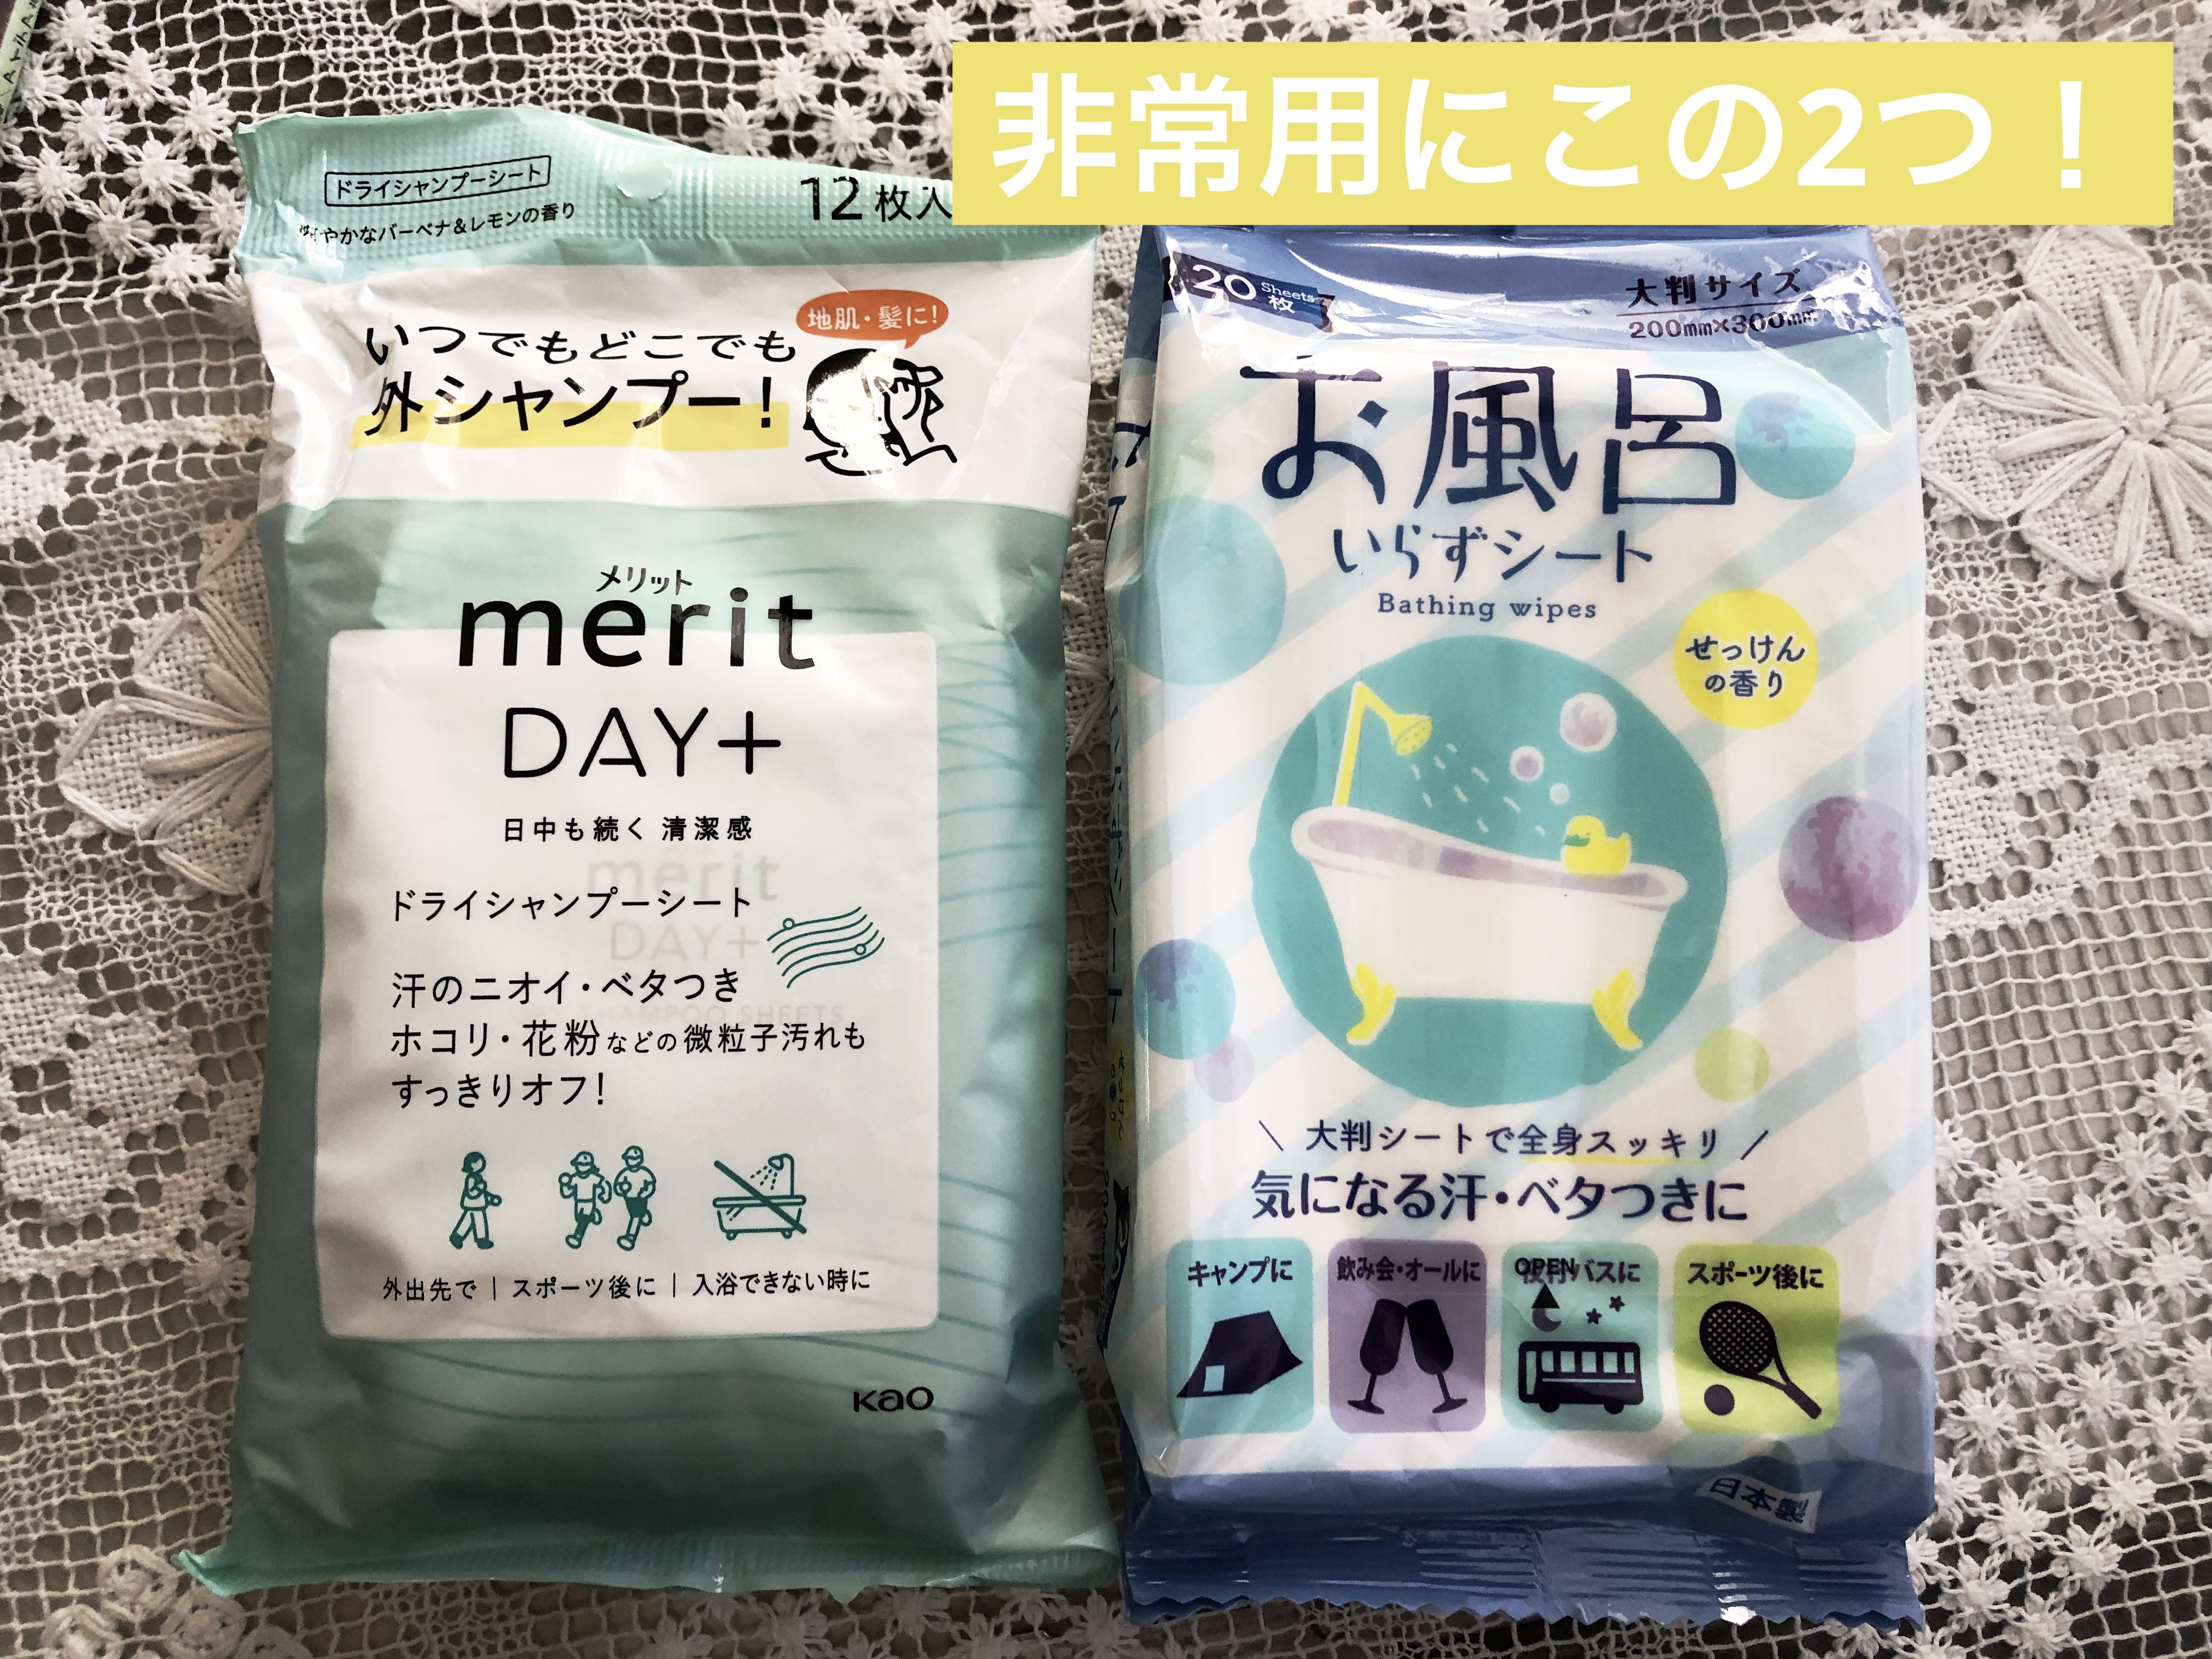 非常用にこの2つ！
ドライシャンプーシート
やかなバーベナ&レモンの香り
12枚入
地肌・髪に!
いつでもどこでも
外シャンプー!
メリット
merit
DAY+
日中も続く 清潔感
merit
DAY+
SHAMPOO SHEETS
ドライシャンプーシート
汗のニオイ・ベタつき
ホコリ・花粉などの微粒子汚れも
すっきりオフ!
外出先で | スポーツ後に | 入浴できない時に
Kao
20 Sheets 枚
大判サイズ
200mm×300mm
お風呂
いらずシート
Bathing wipes
せっけん
の香り
\ 大判シートで全身スッキリ /
気になる汗・ベタつきに
キャンプに
飲み会・オールに
OPEN
バスに
スポーツ後に
日本製